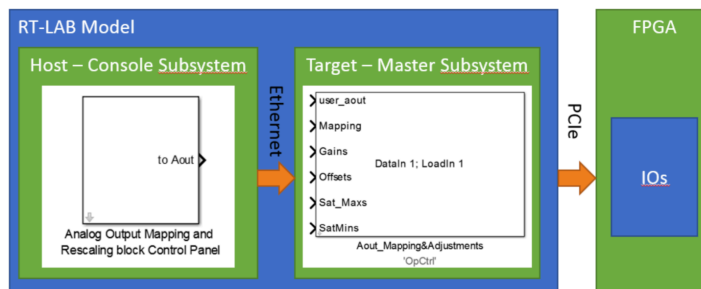 RT-LAB Model
FPGA
Host – Console Subsystem
Target – Master Subsystem
to Aout
Analog Output Mapping and
Rescaling block Control Panel
Ethernet
user_aout
Mapping
Gains
Offsets
Sat_Maxs
SatMins
DataIn 1; LoadIn 1
Aout_Mapping&Adjustments
'OpCtrl'
PCIe
IOs